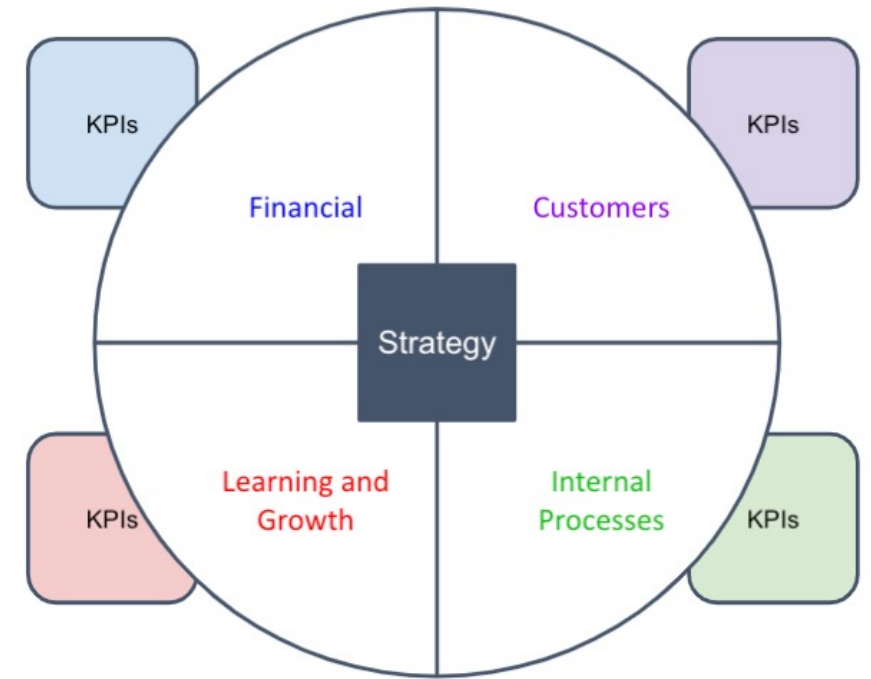 KPIs
KPIs
Financial
Customers
Strategy
Learning and
Growth
Internal
Processes
KPIs
KPIs